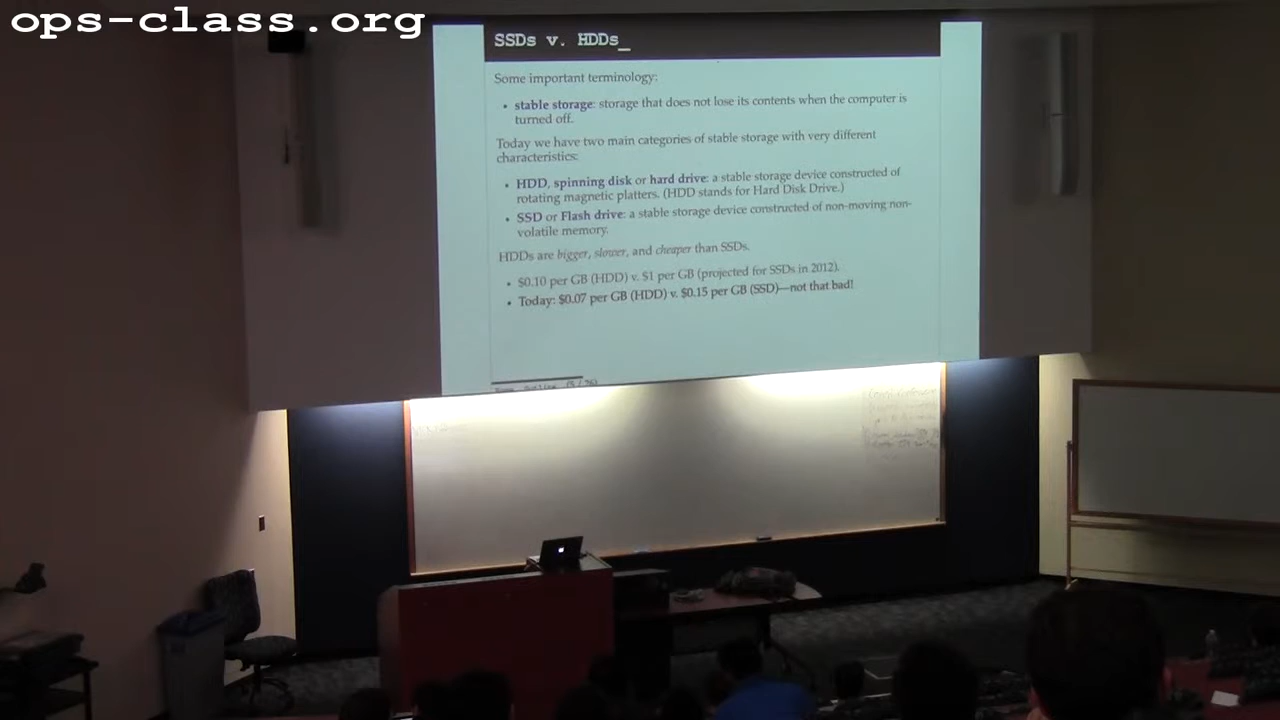 ops-class.org
SSDs v. HDDs_
Some important terminology:
• stable storage: storage that does not lose its contents when the computer is
turned off.
Today we have two main categories of stable storage with very different
characteristics:
• HDD, spinning disk or hard drive: a stable storage device constructed of
rotating magnetic platters. (HDD stands for Hard Disk Drive.)
• SSD or Flash drive: a stable storage device constructed of non-moving non-
volatile memory.
HDDs are bigger, slower, and cheaper than SSDs.
• $0.10 per GB (HDD) v. $1 per GB (projected for SSDs in 2012).
• Today: $0.07 per GB (HDD) v. $0.15 per GB (SSD)—not that bad!